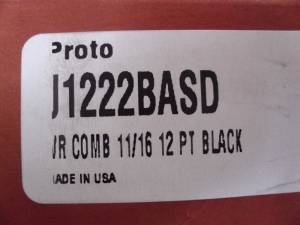 Proto
J1222BASD
WR COMB 11/16 12 PT BLACK
MADE IN USA